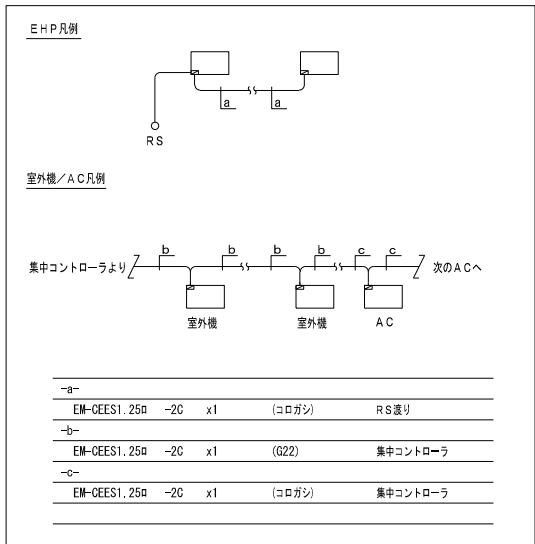 EHP凡例
a
a
RS
室外機/AC凡例
集中コントローラより
b
b
b
b
c
c
次のACへ
室外機
室外機
AC
-a-
EM-CEES1.25□ -2C x1 (コロガシ) RS渡り
-b-
EM-CEES1.25□ -2C x1 (G22) 集中コントローラ
-c-
EM-CEES1.25□ -2C x1 (コロガシ) 集中コントローラ